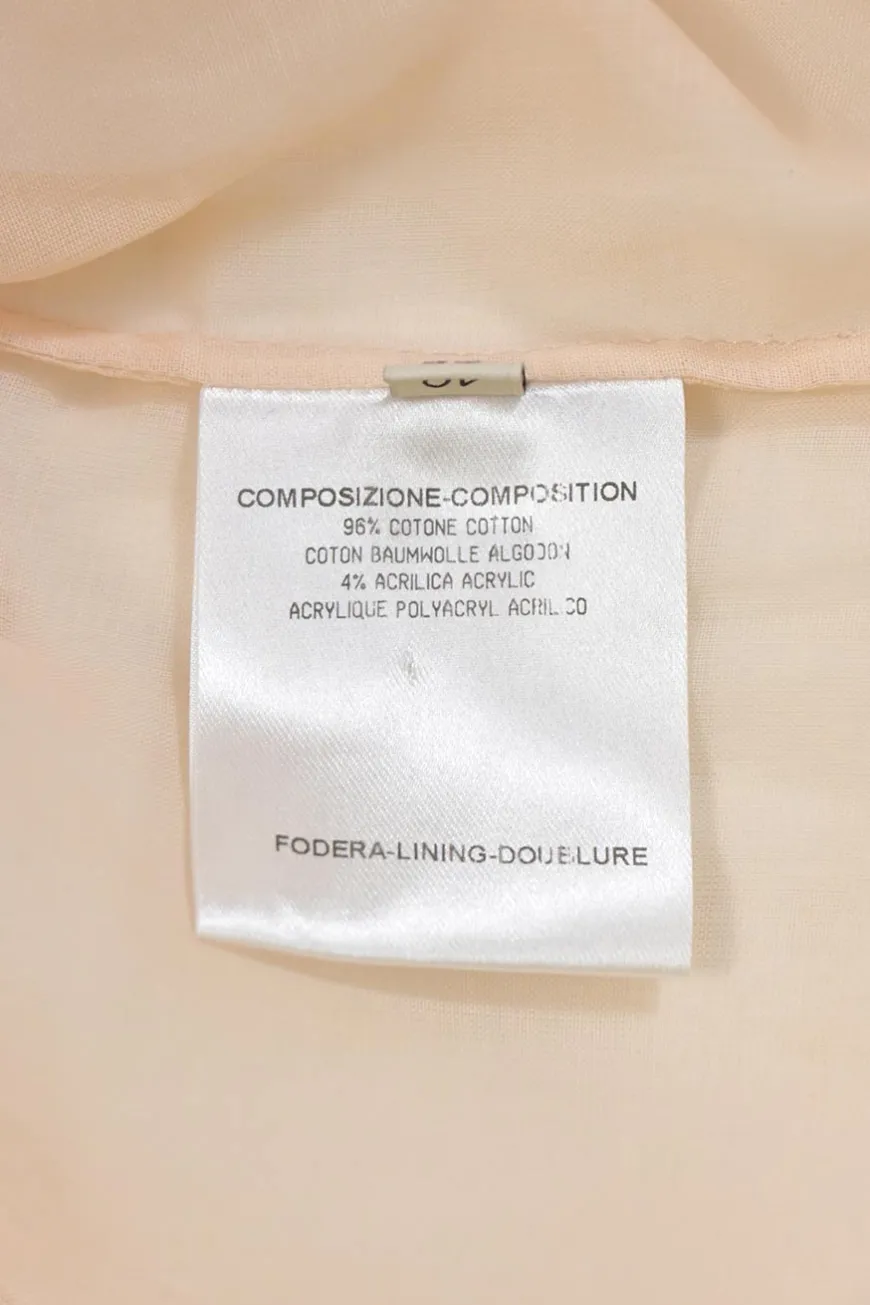 COMPOSIZIONE-COMPOSITION
96% COTONE COTTON
COTON BAUMWOLLE ALGODON
4% ACRILICA ACRYLIC
ACRYLIQUE POLYACRYL ACRILICO
FODERA-LINING-DOUBLURE